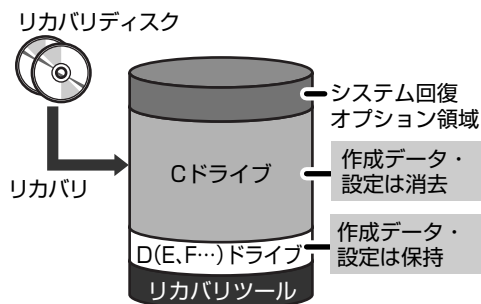 リカバリディスク
システム回復
オプション領域
リカバリ
Cドライブ
作成データ・
設定は消去
D(E、F…)ドライブ
作成データ・
設定は保持
リカバリツール